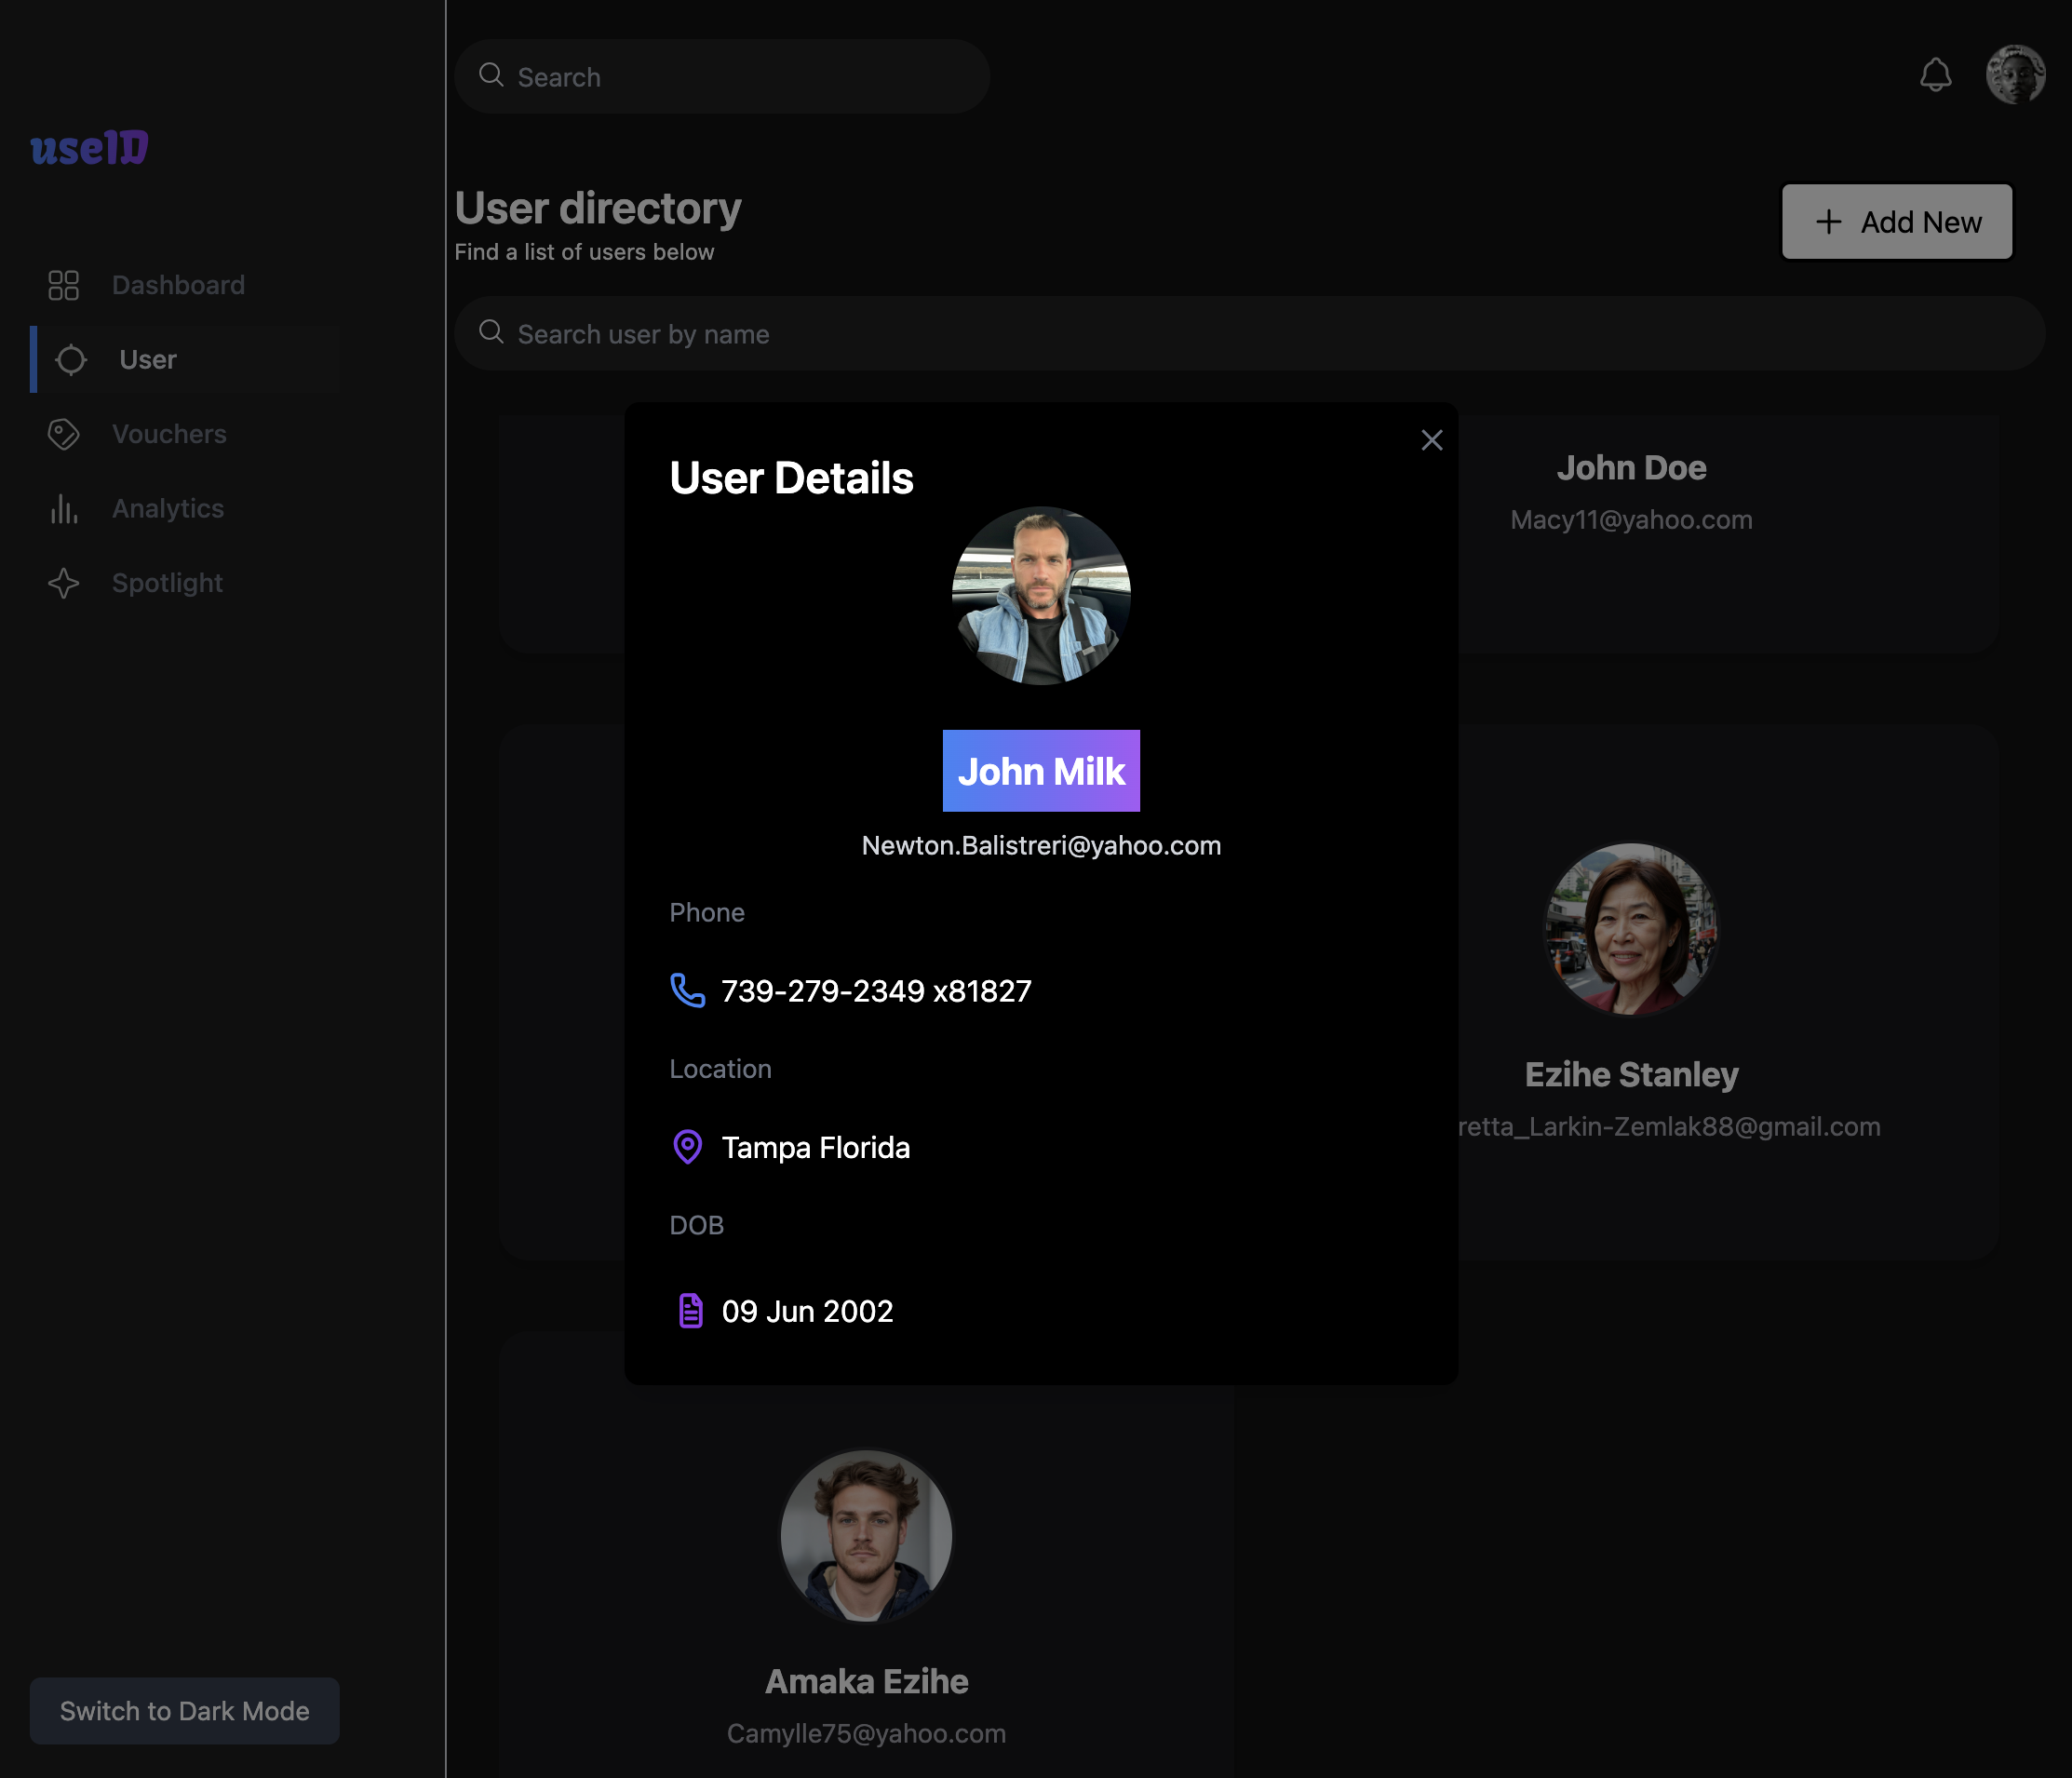 useID
Dashboard
User
Vouchers
Analytics
Spotlight
Switch to Dark Mode
Search
User directory
Find a list of users below
Add New
Search user by name
John Doe
Macy11@yahoo.com
User Details
John Milk
Newton.Balistreri@yahoo.com
Phone
739-279-2349 x81827
Location
Tampa Florida
DOB
09 Jun 2002
Ezihe Stanley
retta_Larkin-Zemlak88@gmail.com
Amaka Ezihe
Camylle75@yahoo.com